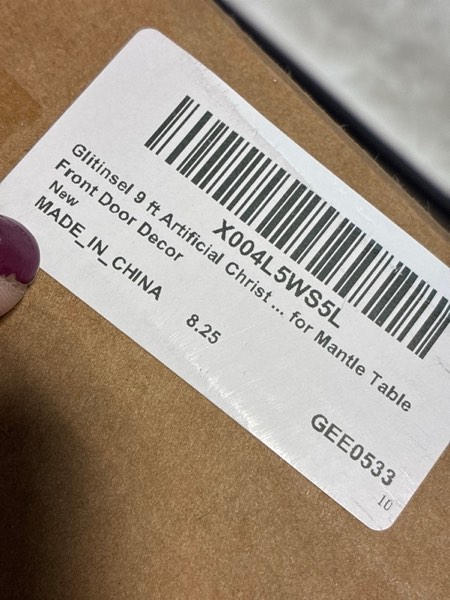 X004L5WS5L
Glitinsel 9 ft Artificial Christ ... for Mantle Table
Front Door Decor
New
MADE_IN_CHINA
8.25
GEE0533
10